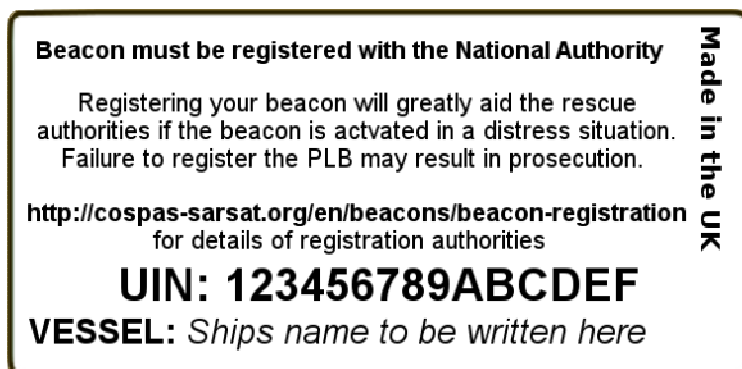 Beacon must be registered with the National Authority
Registering your beacon will greatly aid the rescue
authorities if the beacon is actvated in a distress situation.
Failure to register the PLB may result in prosecution.
http://cospas-sarsat.org/en/beacons/beacon-registration
for details of registration authorities
UIN: 123456789ABCDEF
VESSEL: Ships name to be written here
Made in the UK